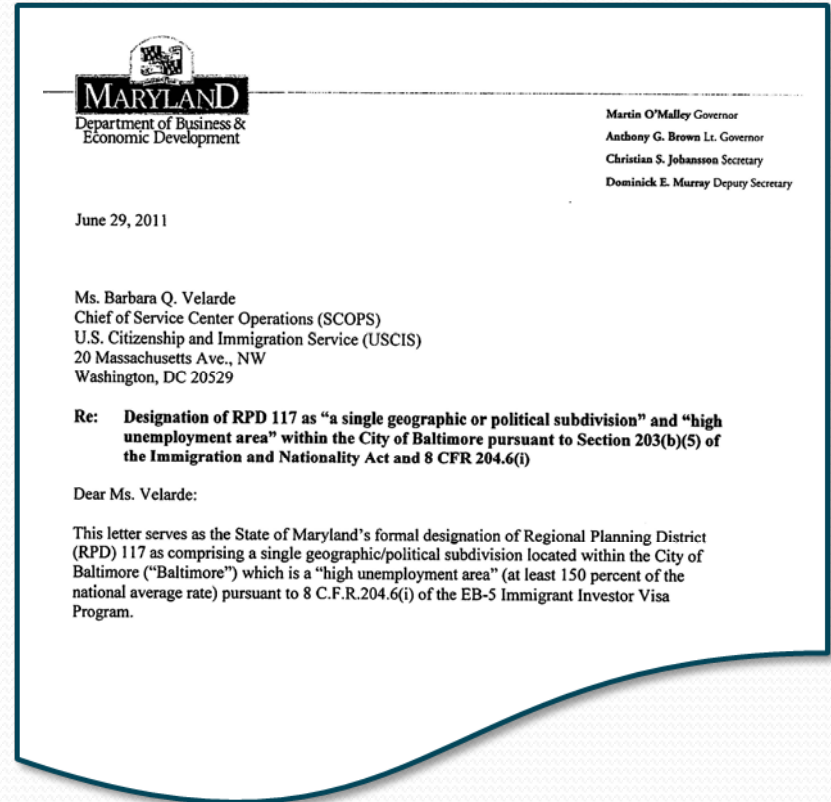 MARYLAND
Department of Business &
Economic Development
Martin O'Malley Governor
Anthony G. Brown Lt. Governor
Christian S. Johansson Secretary
Dominick E. Murray Deputy Secretary
June 29, 2011
Ms. Barbara Q. Velarde
Chief of Service Center Operations (SCOPS)
U.S. Citizenship and Immigration Service (USCIS)
20 Massachusetts Ave., NW
Washington, DC 20529
Re: Designation of RPD 117 as “a single geographic or political subdivision” and “high
unemployment area” within the City of Baltimore pursuant to Section 203(b)(5) of
the Immigration and Nationality Act and 8 CFR 204.6(i)
Dear Ms. Velarde:
This letter serves as the State of Maryland’s formal designation of Regional Planning District
(RPD) 117 as comprising a single geographic/political subdivision located within the City of
Baltimore (“Baltimore”) which is a “high unemployment area” (at least 150 percent of the
national average rate) pursuant to 8 C.F.R.204.6(i) of the EB-5 Immigrant Investor Visa
Program.